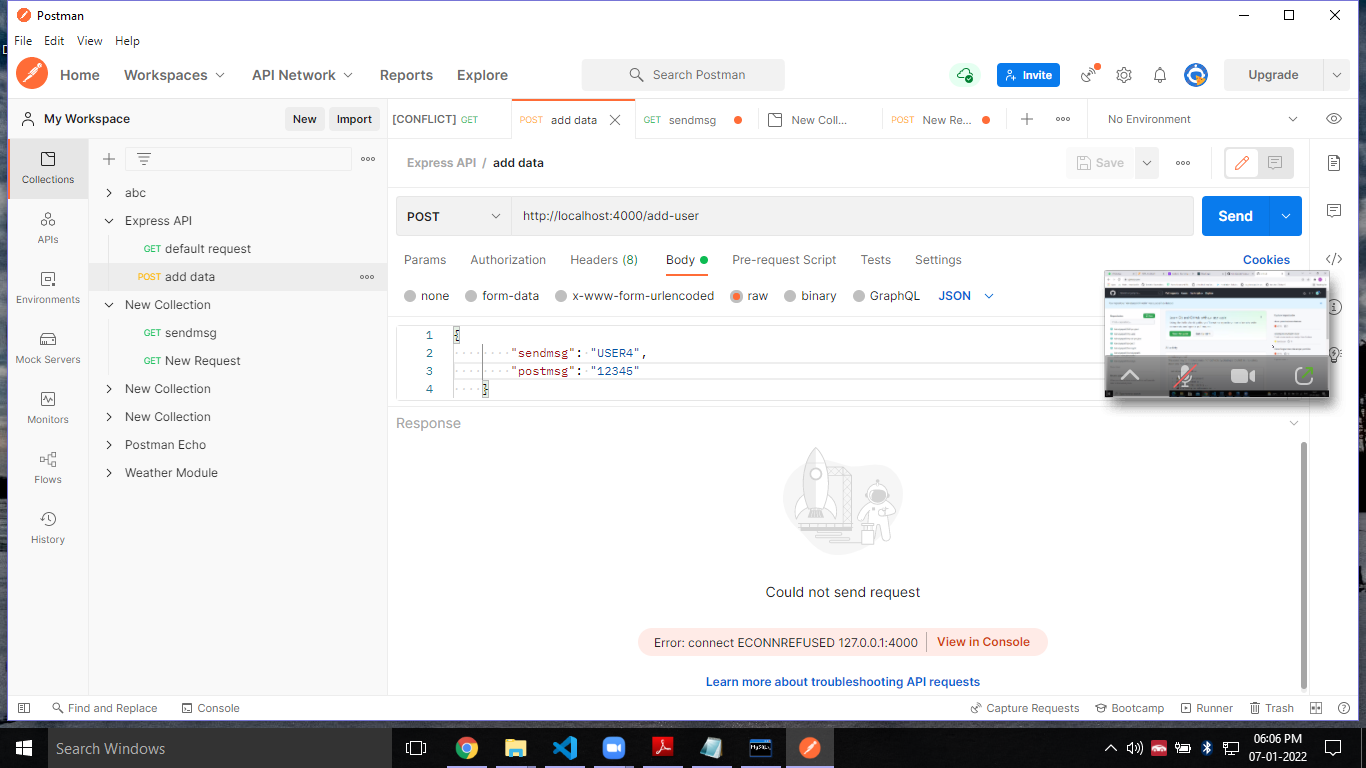 Postman
File Edit View Help
Home Workspaces API Network Reports Explore Search Postman Invite Upgrade
My Workspace New Import [CONFLICT] GET POST add data GET sendmsg New Coll... POST New Re... No Environment
Collections
APIs
Environments
Mock Servers
Monitors
Flows
History
abc
Express API
GET default request
POST add data
New Collection
GET sendmsg
GET New Request
New Collection
New Collection
Postman Echo
Weather Module
Express API / add data Save
POST http://localhost:4000/add-user Send
Params Authorization Headers (8) Body Pre-request Script Tests Settings Cookies
none form-data x-www-form-urlencoded raw binary GraphQL JSON
1 {
2 "sendmsg": "USER4",
3 "postmsg": "12345"
4 }
Response
Could not send request
Error: connect ECONNREFUSED 127.0.0.1:4000 View in Console
Learn more about troubleshooting API requests
Find and Replace Console Capture Requests Bootcamp Runner Trash
Search Windows MySQL 06:06 PM
07-01-2022